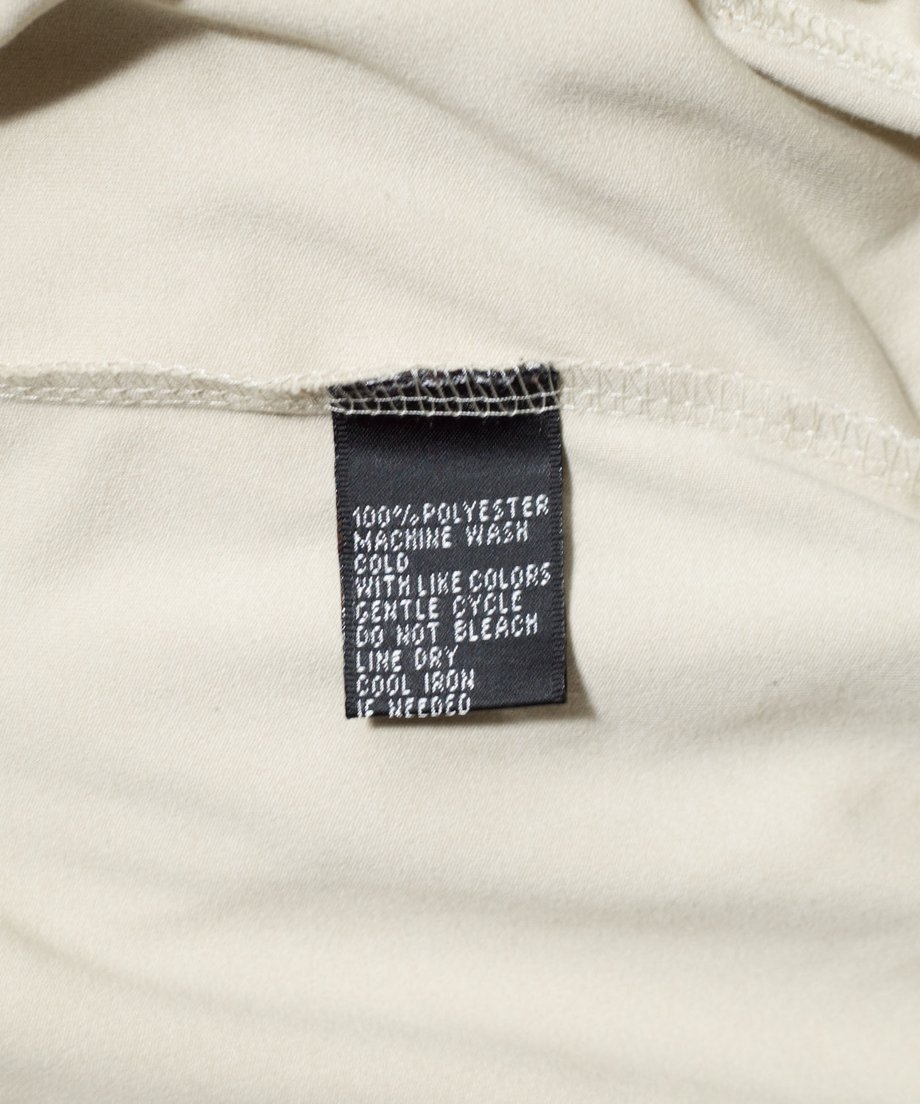 100%POLYESTER
MACHINE WASH
COLD
WITH LIKE COLORS
GENTLE CYCLE
DO NOT BLEACH
LINE DRY
COOL IRON
IF NEEDED